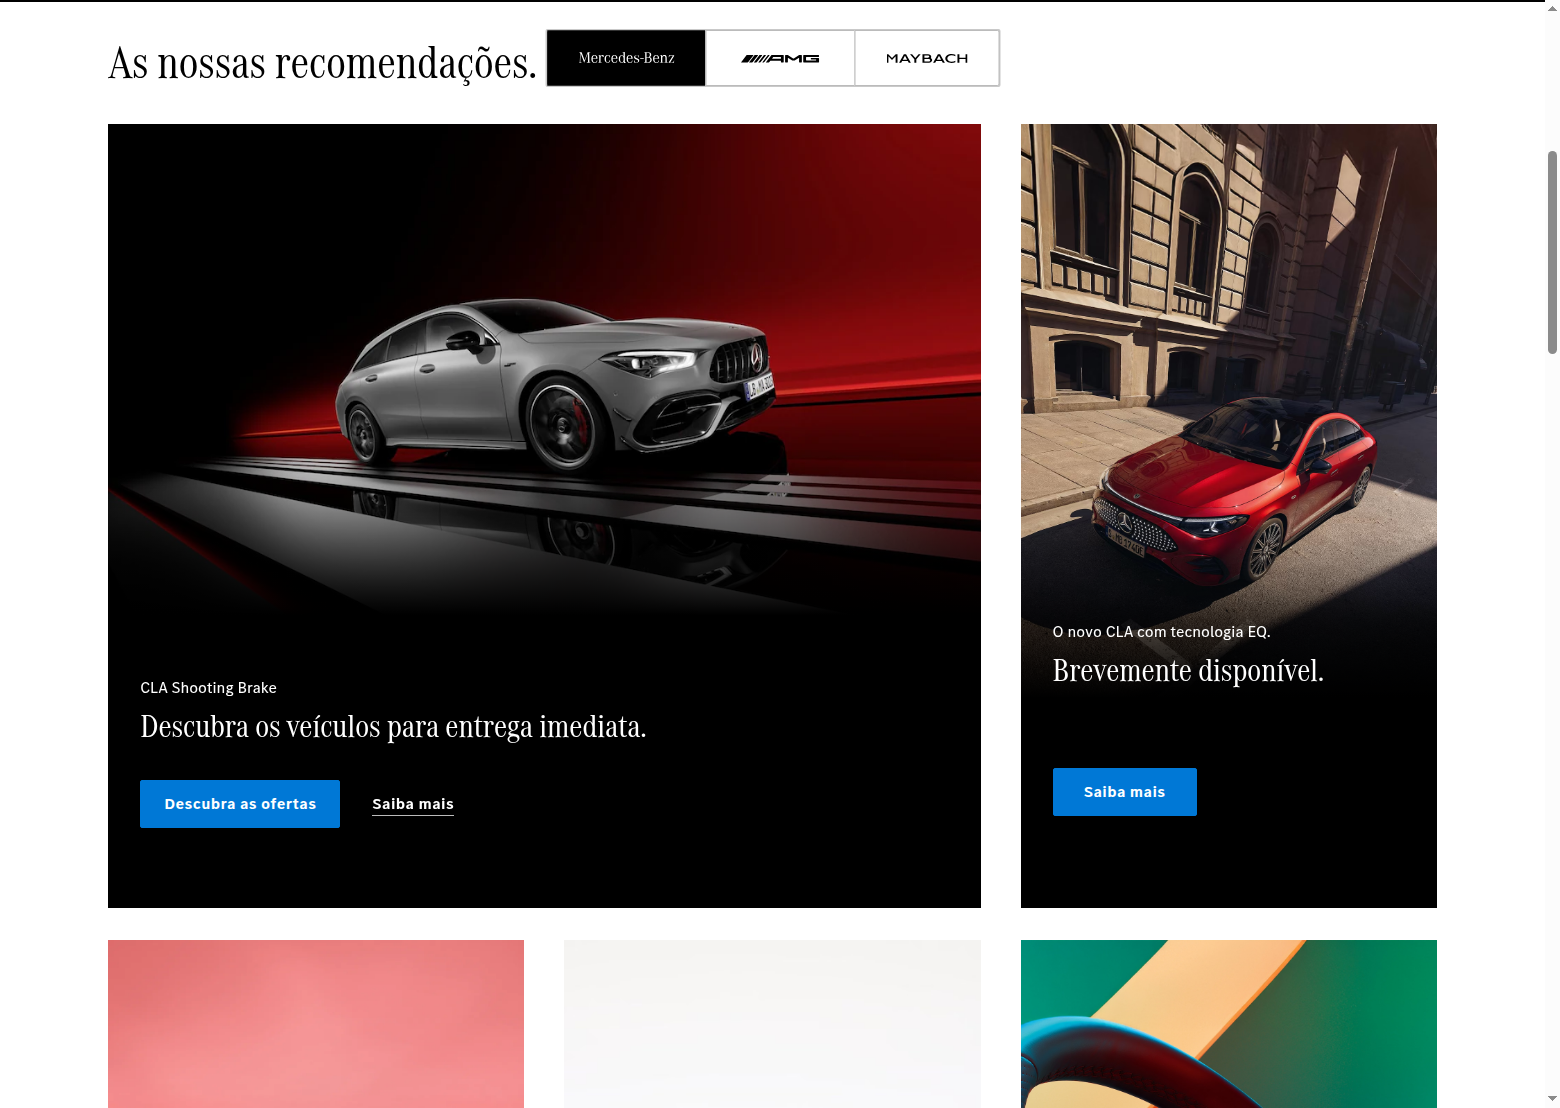 As nossas recomendações.
Mercedes-Benz
AMG
MAYBACH
CLA Shooting Brake
Descubra os veículos para entrega imediata.
Descubra as ofertas
Saiba mais
O novo CLA com tecnologia EQ.
Brevemente disponível.
Saiba mais